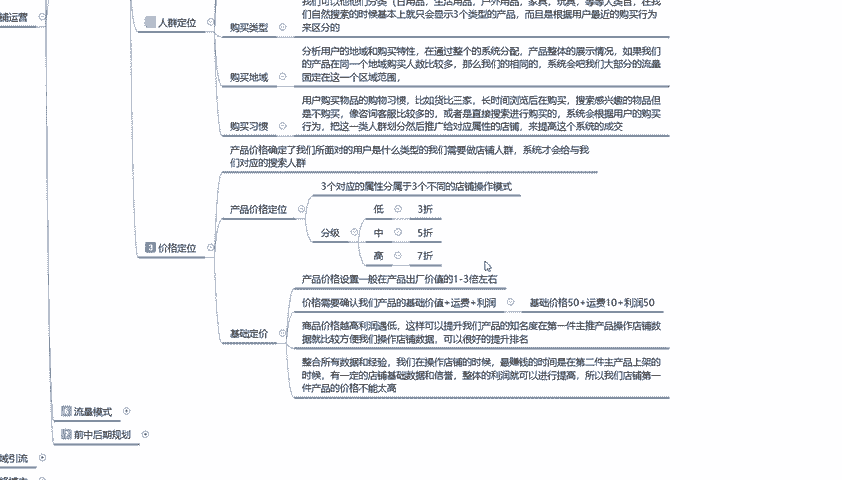 我们可以把他们分类（日用品，生活用品，户外用品，家具，玩具，等等大类目，在我
们自然搜索的时候基本上就只会显示3个类型的产品，而且是根据用户最近的购买行为
来区分的
铺运营
人群定位
购买类型
分析用户的地域和购买特性，在通过整个的系统分配，产品整体的展示情况，如果我们
的产品在同一个地域购买人数比较多，那么我们的相同的，系统会吧我们大部分的流量
固定在这一个区域范围，
购买地域
用户购买物品的购物习惯，比如货比三家，长时间浏览后在购买，搜索感兴趣的物品但
是不购买，像咨询客服比较多的，或者是直接搜索进行购买的，系统会根据用户的购买
行为，把这一类人群划分然后推广给对应属性的店铺，来提高这个系统的成交
购买习惯
产品价格确定了我们所面对的用户是什么类型的我们需要做店铺人群，系统才会给与我
们对应的搜索人群
3个对应的属性分属于3个不同的店铺操作模式
产品价格定位
低 3折
分级 中 5折
3 价格定位
高 7折
产品价格设置一般在产品出厂价值的1-3倍左右
价格需要确认我们产品的基础价值+运费+利润 基础价格50+运费10+利润50
基础定价
商品价格越高利润遇低，这样可以提升我们产品的知名度在第一件主推产品操作店铺数
据就比较方便我们操作店铺数据，可以很好的提升排名
整合所有数据和经验，我们在操作店铺的时候，最赚钱的时间是在第二件主产品上架的
时候，有一定的店铺基础数据和信誉，整体的利润就可以进行提高，所以我们店铺第一
件产品的价格不能太高
流量模式
前中后期规划
域引流